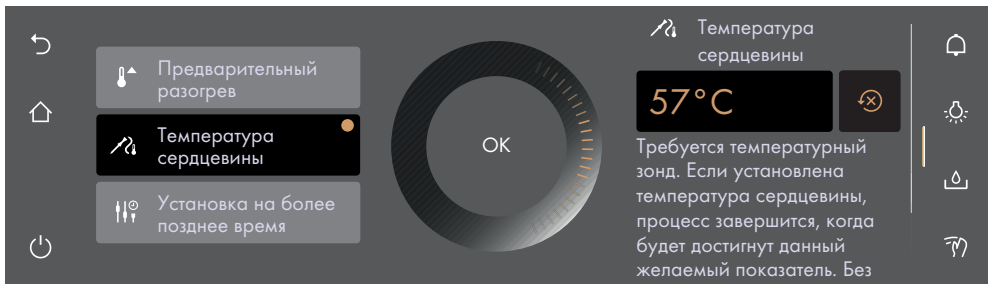 Предварительный
разогрев
Температура
сердцевины
Установка на более
позднее время
OK
Температура
сердцевины
57°C
Требуется температурный
зонд. Если установлена
температура сердцевины,
процесс завершится, когда
будет достигнут данный
желаемый показатель. Без